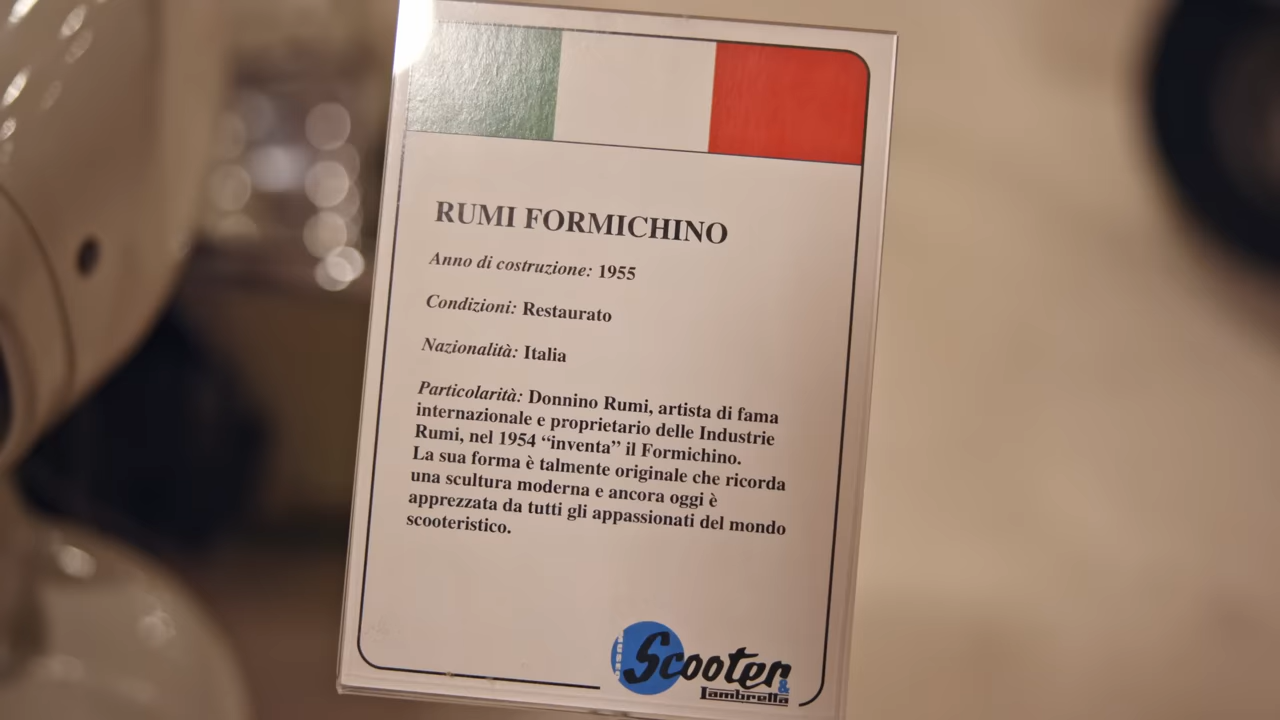 RUMI FORMICHINO
Anno di costruzione: 1955
Condizioni: Restaurato
Nazionalità: Italia
Particolarità: Donnino Rumi, artista di fama
internazionale e proprietario delle Industrie
Rumi, nel 1954 “inventa” il Formichino.
La sua forma è talmente originale che ricorda
una scultura moderna e ancora oggi è
apprezzata da tutti gli appassionati del mondo
scooteristico.
Scooter &
Lambretta